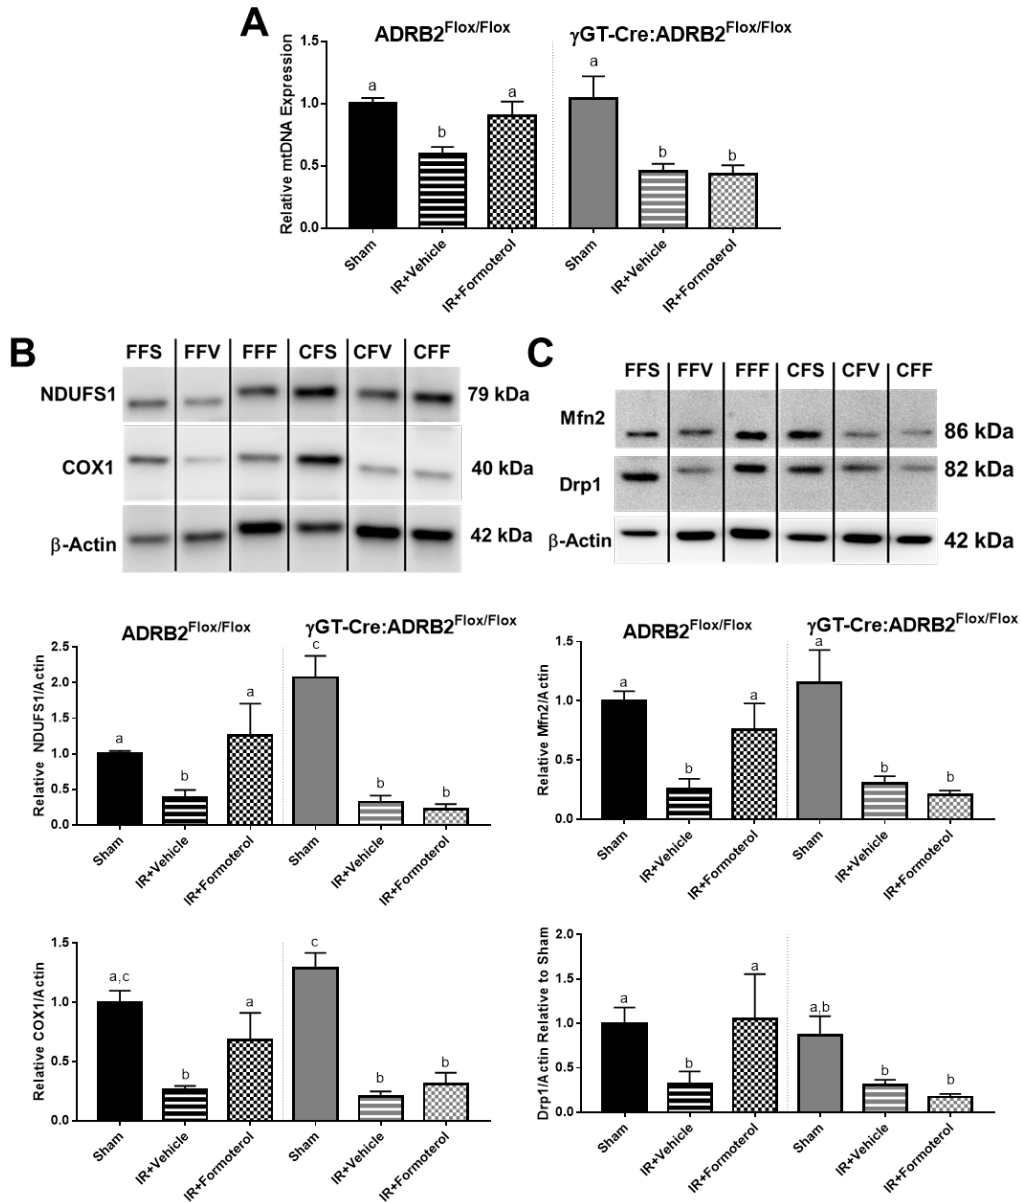 A
ADRB2Flox/Flox
γGT-Cre:ADRB2Flox/Flox
Relative mtDNA Expression
1.5
1.0
0.5
0.0
a
b
a
a
b
b
Sham
IR+Vehicle
IR+Formoterol
Sham
IR+Vehicle
IR+Formoterol
B
FFS FFV FFF CFS CFV CFF
NDUFS1 79 kDa
COX1 40 kDa
β-Actin 42 kDa
C
FFS FFV FFF CFS CFV CFF
Mfn2 86 kDa
Drp1 82 kDa
β-Actin 42 kDa
ADRB2Flox/Flox
γGT-Cre:ADRB2Flox/Flox
Relative NDUFS1/Actin
2.5
2.0
1.5
1.0
0.5
0.0
a
b
a
c
b
b
Sham
IR+Vehicle
IR+Formoterol
Sham
IR+Vehicle
IR+Formoterol
ADRB2Flox/Flox
γGT-Cre:ADRB2Flox/Flox
Relative Mfn2/Actin
1.5
1.0
0.5
0.0
a
b
a
a
b
b
Sham
IR+Vehicle
IR+Formoterol
Sham
IR+Vehicle
IR+Formoterol
Relative COX1/Actin
1.5
1.0
0.5
0.0
a,c
b
a
c
b
b
Sham
IR+Vehicle
IR+Formoterol
Sham
IR+Vehicle
IR+Formoterol
Drp1/Actin Relative to Sham
2.0
1.5
1.0
0.5
0.0
a
b
a
a,b
b
b
Sham
IR+Vehicle
IR+Formoterol
Sham
IR+Vehicle
IR+Formoterol